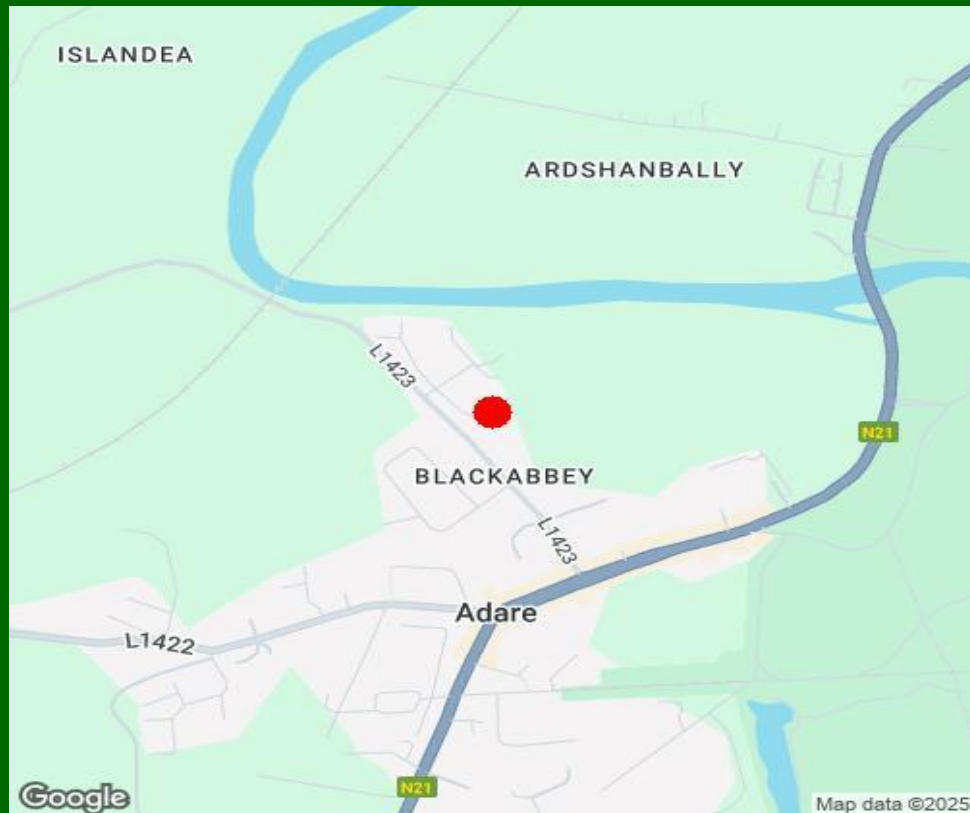 ISLANDEA
ARDSHANBALLY
L1423
N21
BLACKABBEY
L1423
Adare
L1422
N21
Google
Map data ©2025